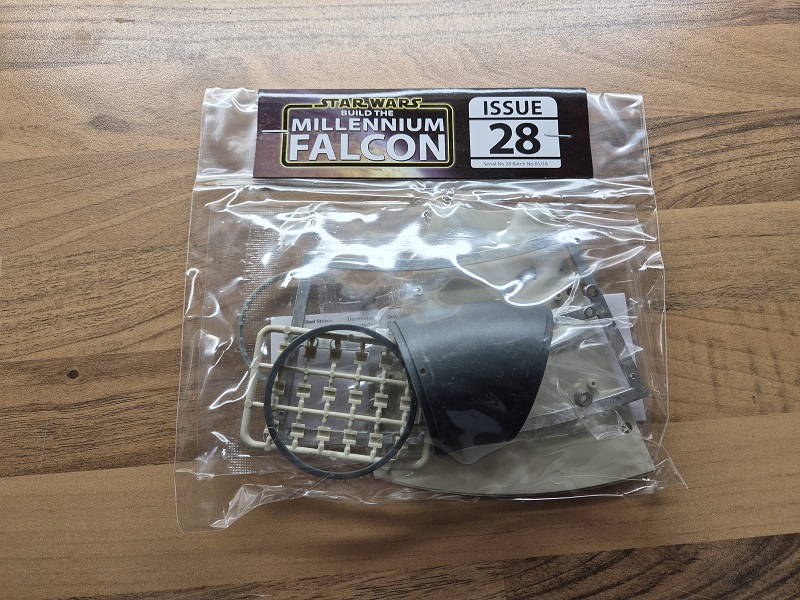 STAR WARS
BUILD THE
MILLENNIUM
FALCON
ISSUE
28
Serial No 28 Batch No 01/18